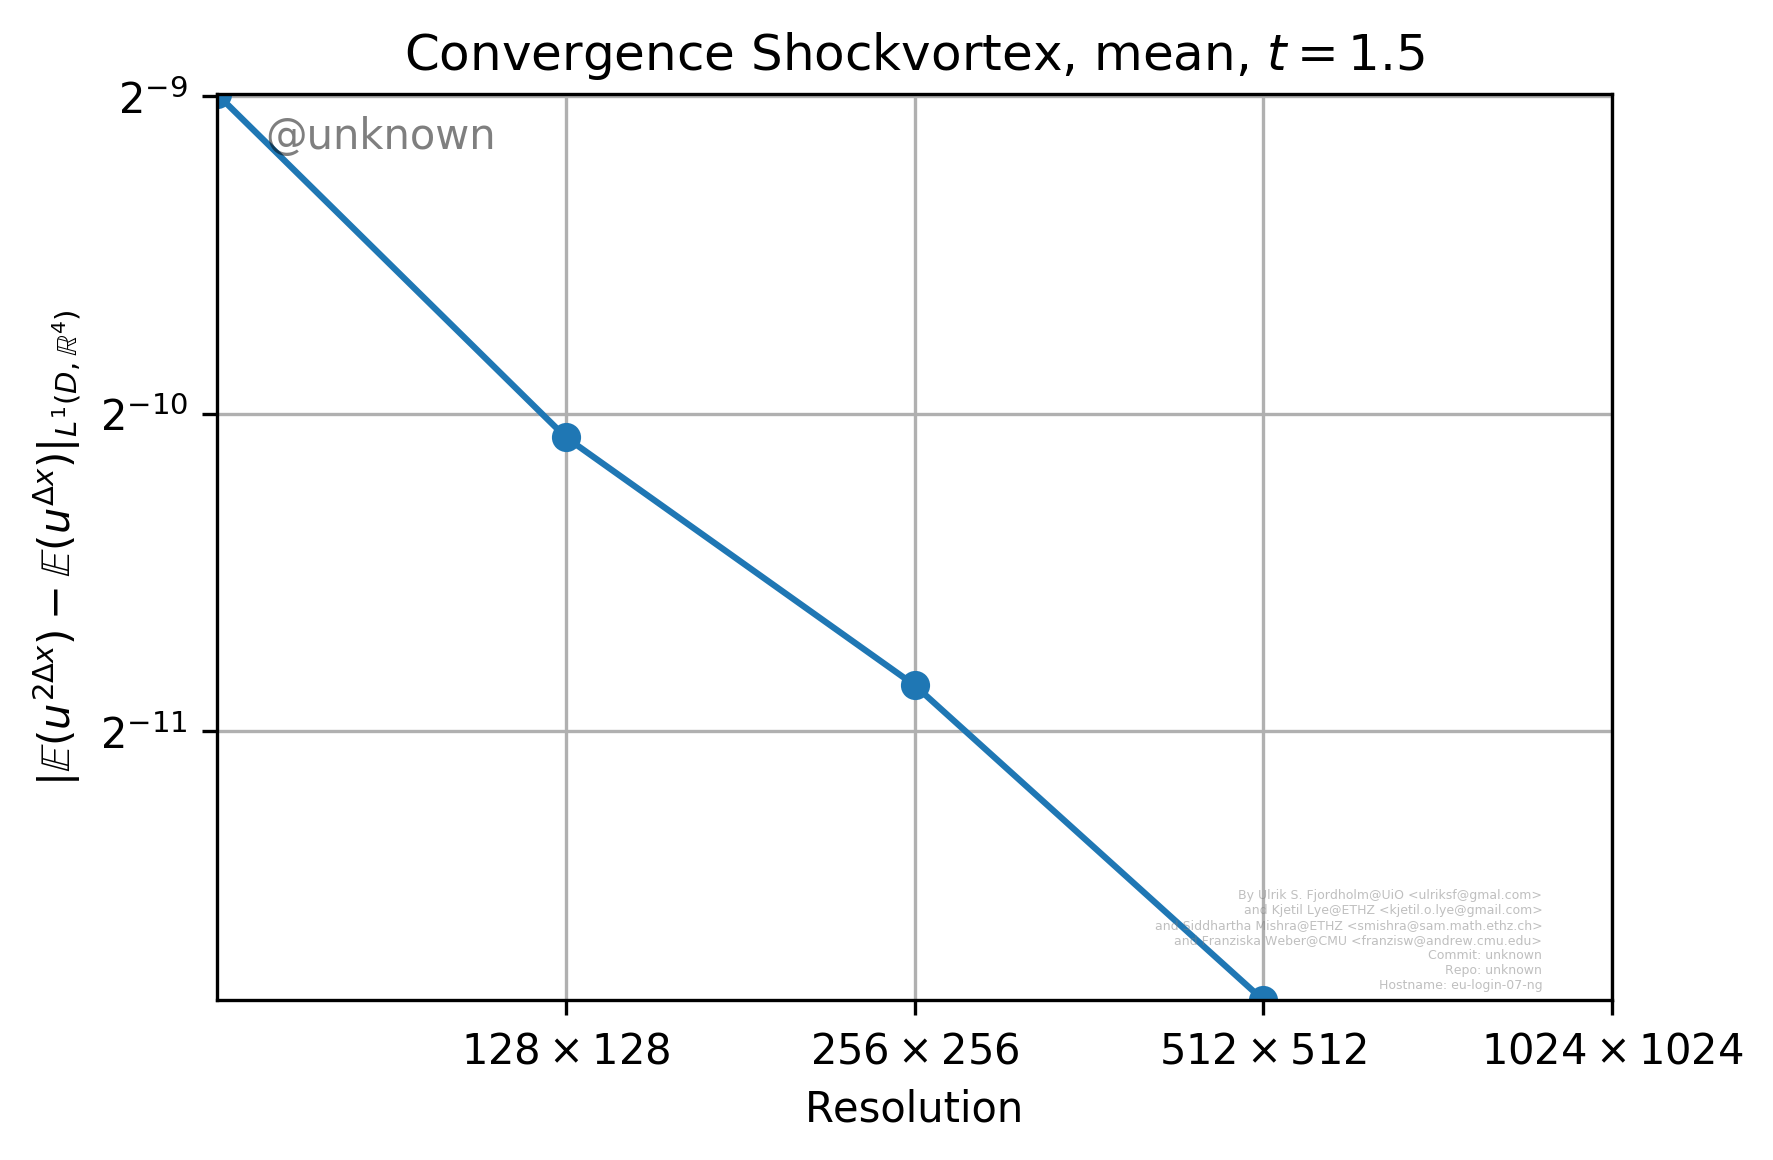 Convergence Shockvortex, mean, t = 1.5
2⁻⁹
@unknown
2⁻¹⁰
2⁻¹¹
|𝔼(u^{2Δx}) − 𝔼(u^{Δx})|_{L¹(D, ℝ⁴)}
By Ulrik S. Fjordholm@UiO <ulriksf@gmal.com>
and Kjetil Lye@ETHZ <kjetil.o.lye@gmail.com>
and Siddhartha Mishra@ETHZ <smishra@sam.math.ethz.ch>
and Franziska Weber@CMU <franzisw@andrew.cmu.edu>
Commit: unknown
Repo: unknown
Hostname: eu-login-07-ng
128 × 128 256 × 256 512 × 512 1024 × 1024
Resolution